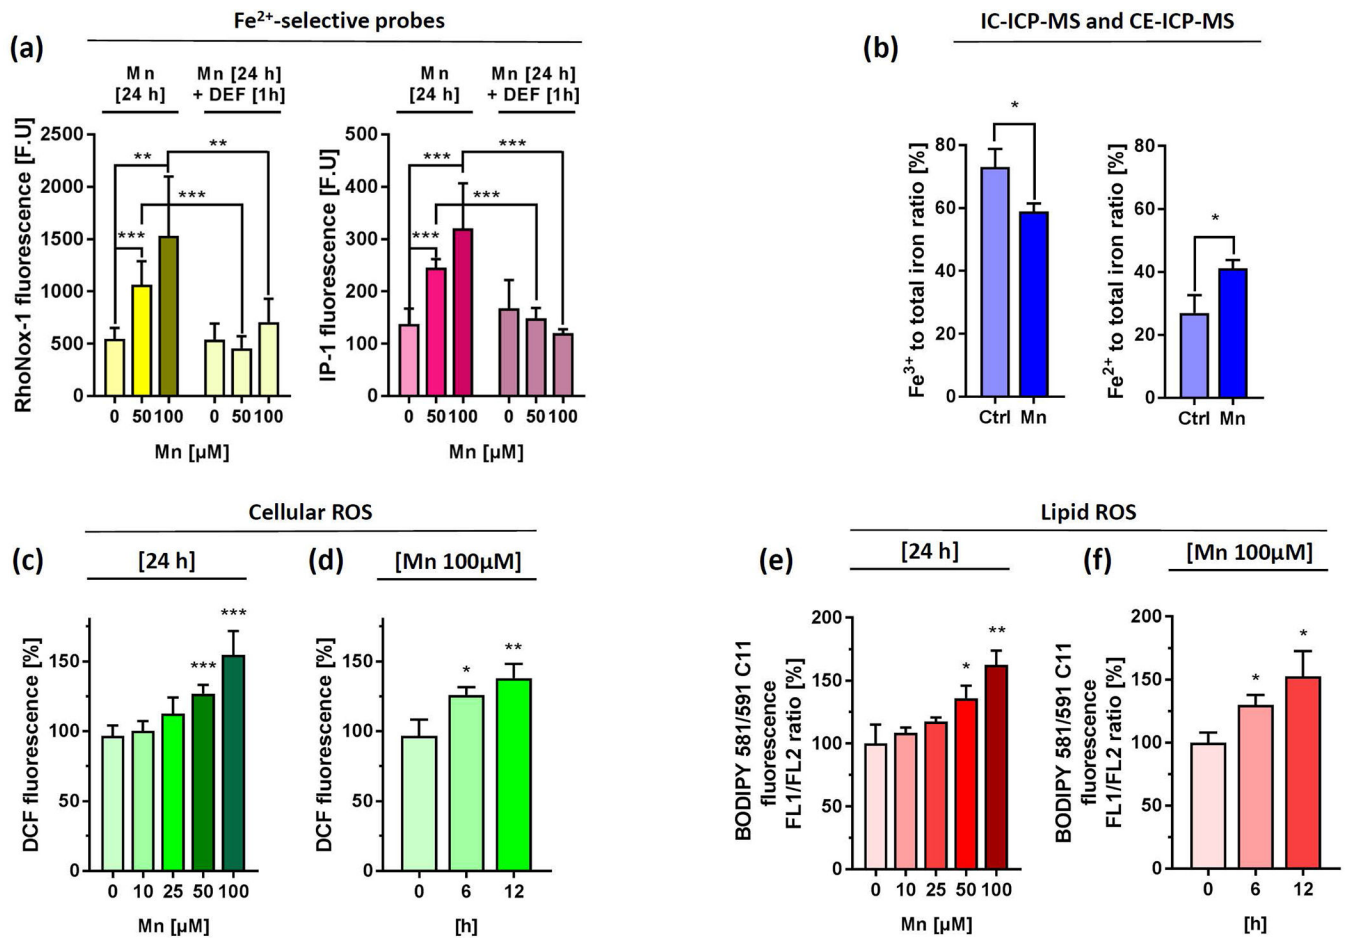 Fe²⁺-selective probes
(a)
Mn
[24 h]
Mn [24 h]
+ DEF [1h]
RhoNox-1 fluorescence [F.U]
2500
2000
1500
1000
500
0
**
**
***
***
0 50 100
0 50 100
Mn [µM]
Mn
[24 h]
Mn [24 h]
+ DEF [1h]
IP-1 fluorescence [F.U]
500
400
300
200
100
0
***
***
***
***
0 50 100
0 50 100
Mn [µM]
IC-ICP-MS and CE-ICP-MS
(b)
Fe³⁺ to total iron ratio [%]
80
60
40
20
0
*
Ctrl Mn
Fe²⁺ to total iron ratio [%]
80
60
40
20
0
*
Ctrl Mn
Cellular ROS
(c)
[24 h]
DCF fluorescence [%]
150
100
50
0
***
***
0 10 25 50 100
Mn [µM]
(d)
[Mn 100µM]
DCF fluorescence [%]
150
100
50
0
*
**
0 6 12
[h]
Lipid ROS
(e)
[24 h]
BODIPY 581/591 C11
fluorescence
FL1/FL2 ratio [%]
200
150
100
50
0
*
**
0 10 25 50 100
Mn [µM]
(f)
[Mn 100µM]
BODIPY 581/591 C11
fluorescence
FL1/FL2 ratio [%]
200
150
100
50
0
*
*
0 6 12
[h]